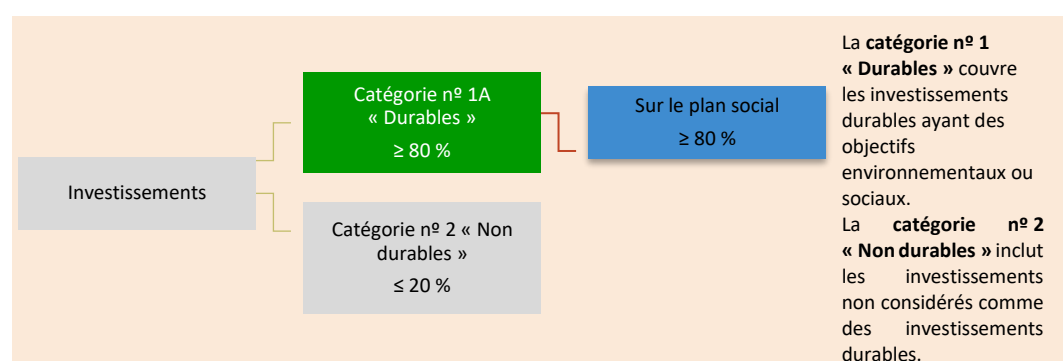 Investissements
Catégorie nº 1A
« Durables »
≥ 80 %
Sur le plan social
≥ 80 %
Catégorie nº 2 « Non
durables »
≤ 20 %
La catégorie nº 1
« Durables » couvre
les investissements
durables ayant des
objectifs
environnementaux ou
sociaux.
La catégorie nº 2
« Non durables » inclut
les investissements
non considérés comme
des investissements
durables.